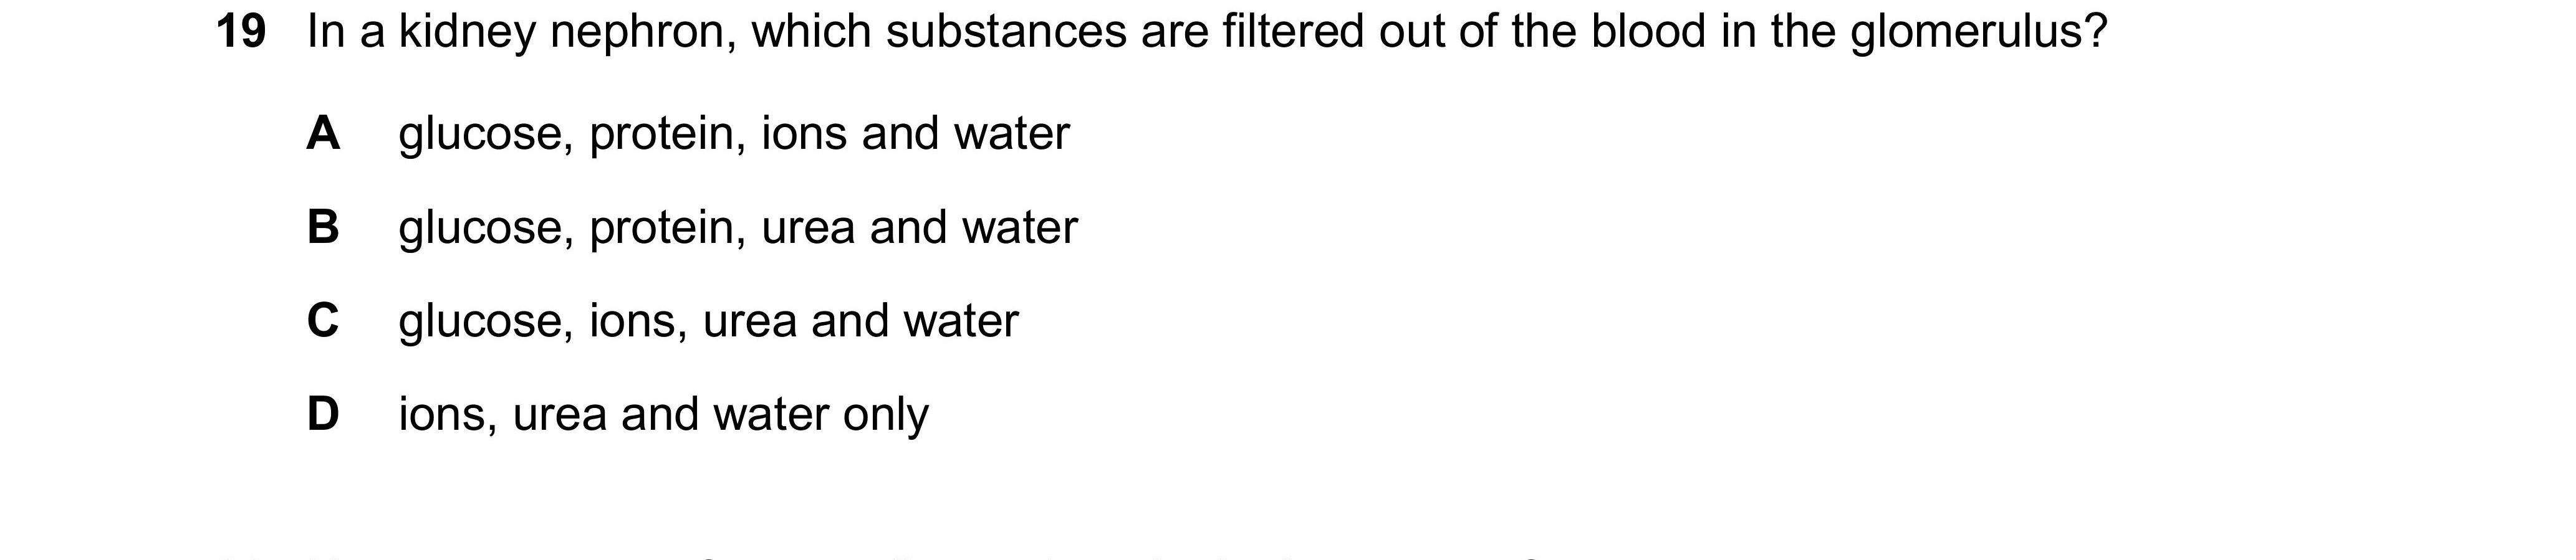 19 In a kidney nephron, which substances are filtered out of the blood in the glomerulus?
A glucose, protein, ions and water
B glucose, protein, urea and water
C glucose, ions, urea and water
D ions, urea and water only